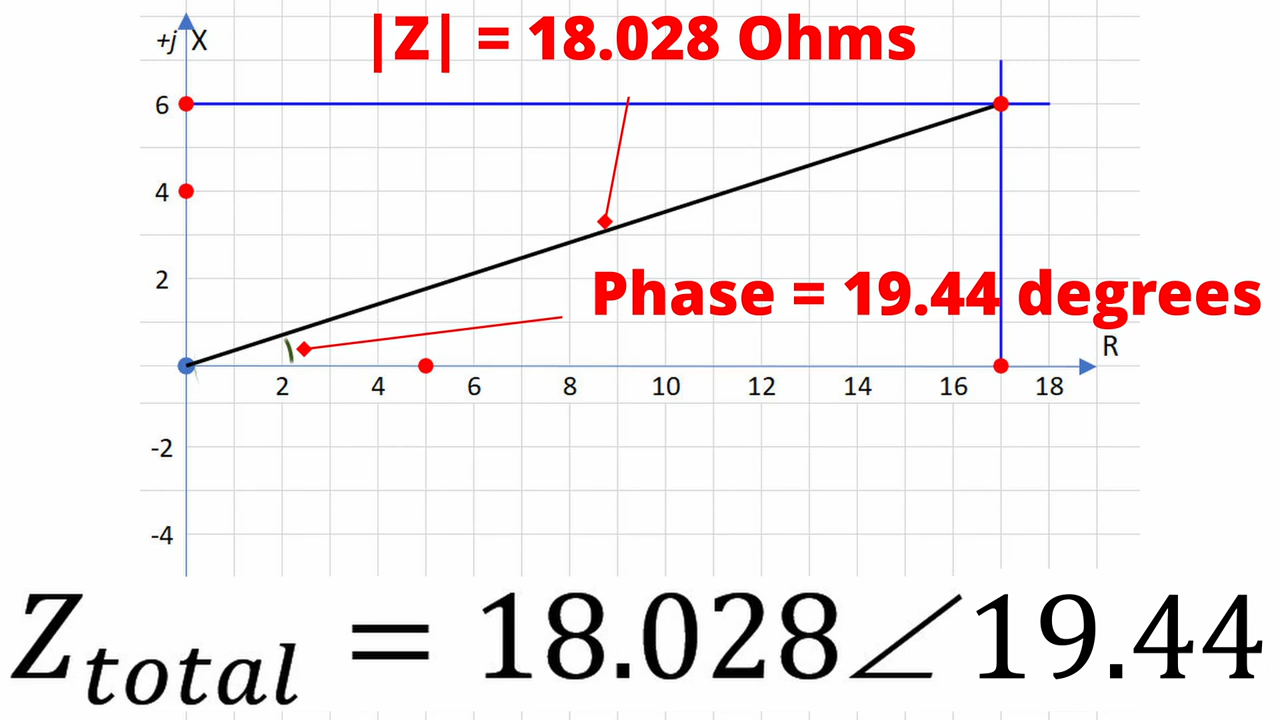 |Z| = 18.028 Ohms
+j X
6
4
2
Phase = 19.44 degrees
R
2 4 6 8 10 12 14 16 18
-2
-4
Z_total = 18.028∠19.44